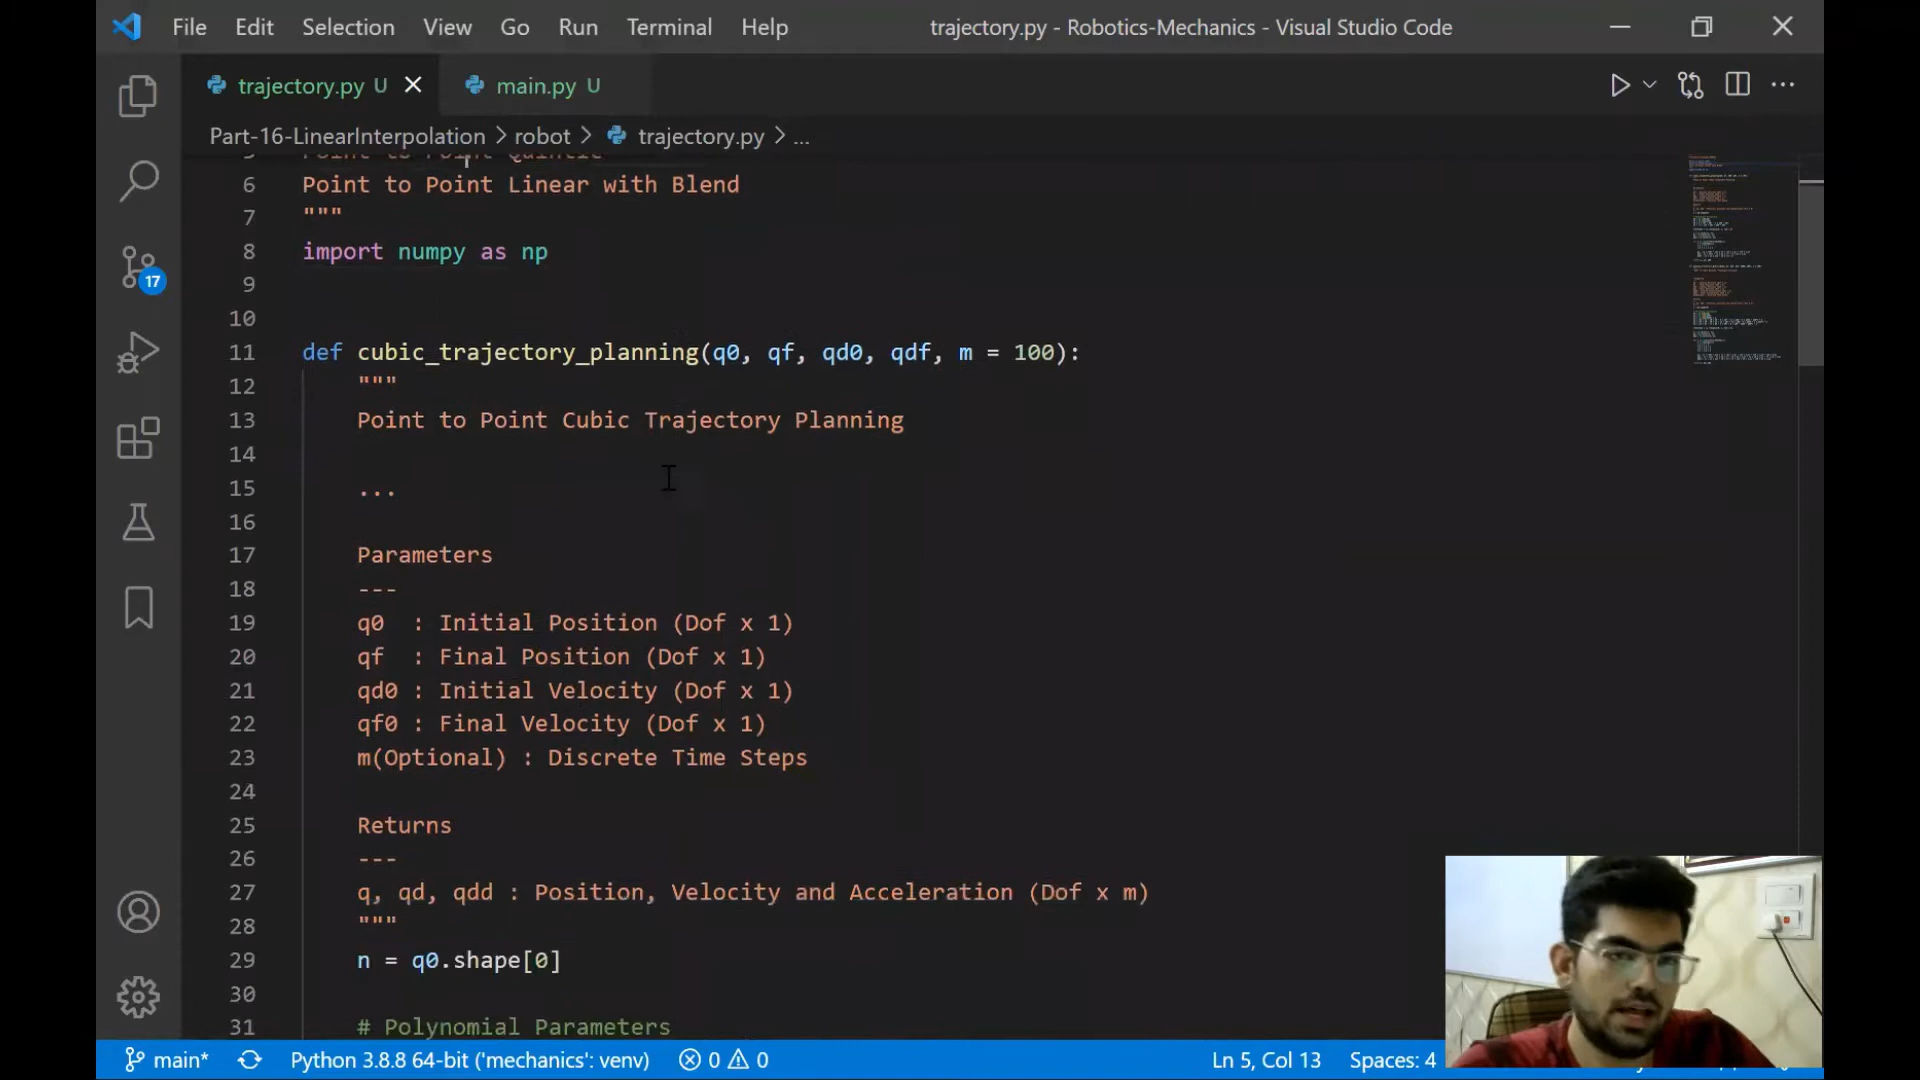 File Edit Selection View Go Run Terminal Help trajectory.py - Robotics-Mechanics - Visual Studio Code
trajectory.py U main.py U
Part-16-LinearInterpolation > robot > trajectory.py > ...
5 Point to Point Quintic
6 Point to Point Linear with Blend
7 """
8 import numpy as np
9
10
11 def cubic_trajectory_planning(q0, qf, qd0, qdf, m = 100):
12 """
13 Point to Point Cubic Trajectory Planning
14
15 ...
16
17 Parameters
18 ---
19 q0 : Initial Position (Dof x 1)
20 qf : Final Position (Dof x 1)
21 qd0 : Initial Velocity (Dof x 1)
22 qf0 : Final Velocity (Dof x 1)
23 m(Optional) : Discrete Time Steps
24
25 Returns
26 ---
27 q, qd, qdd : Position, Velocity and Acceleration (Dof x m)
28 """
29 n = q0.shape[0]
30
31 # Polynomial Parameters
17
main* Python 3.8.8 64-bit ('mechanics': venv) 0 0 Ln 5, Col 13 Spaces: 4